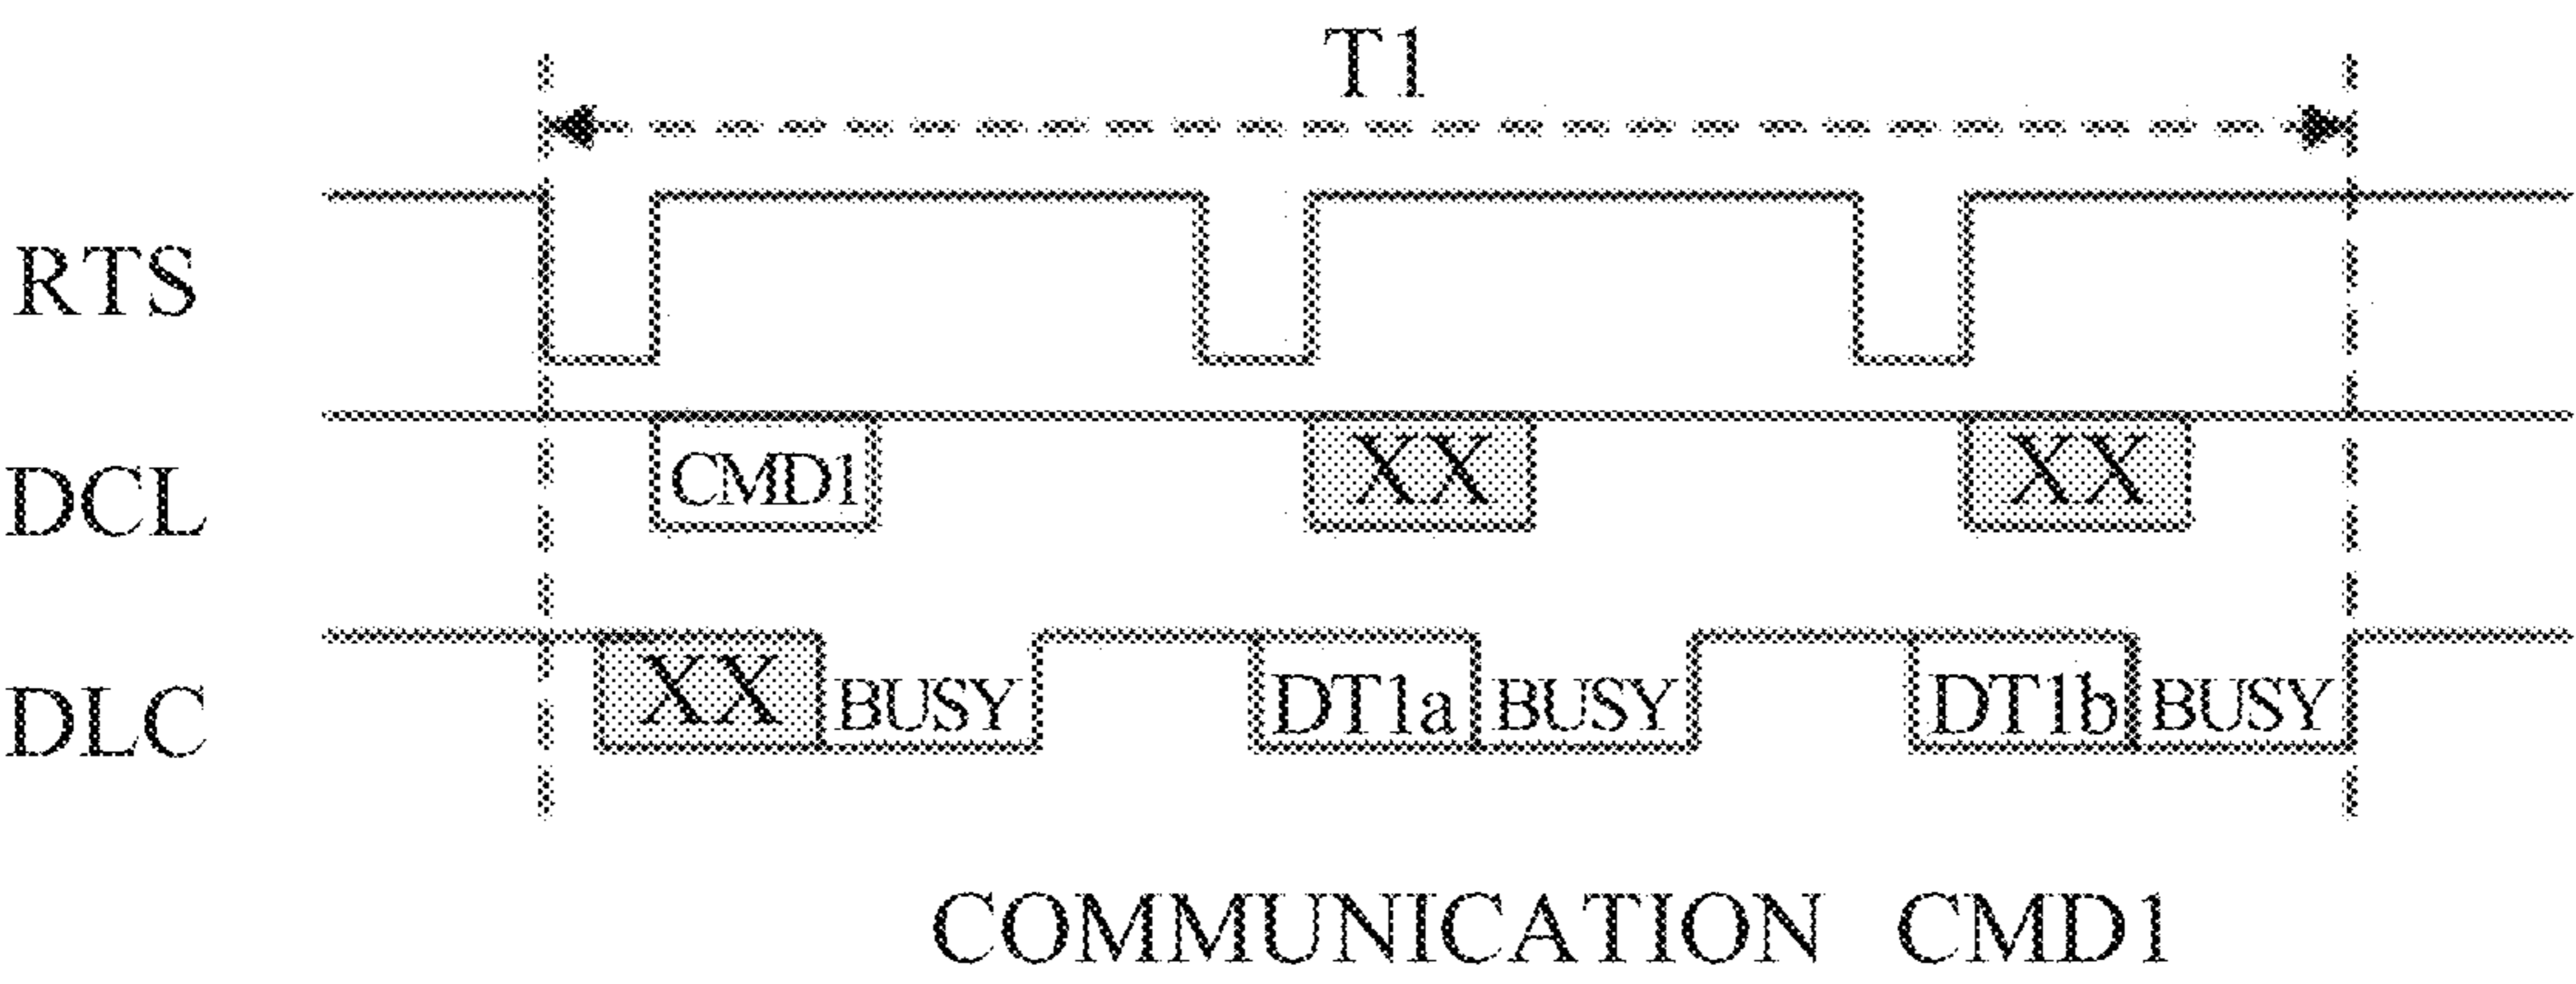 T1
RTS
DCL CMD1 XX XX
DLC XX BUSY DT1a BUSY DT1b BUSY
COMMUNICATION CMD1